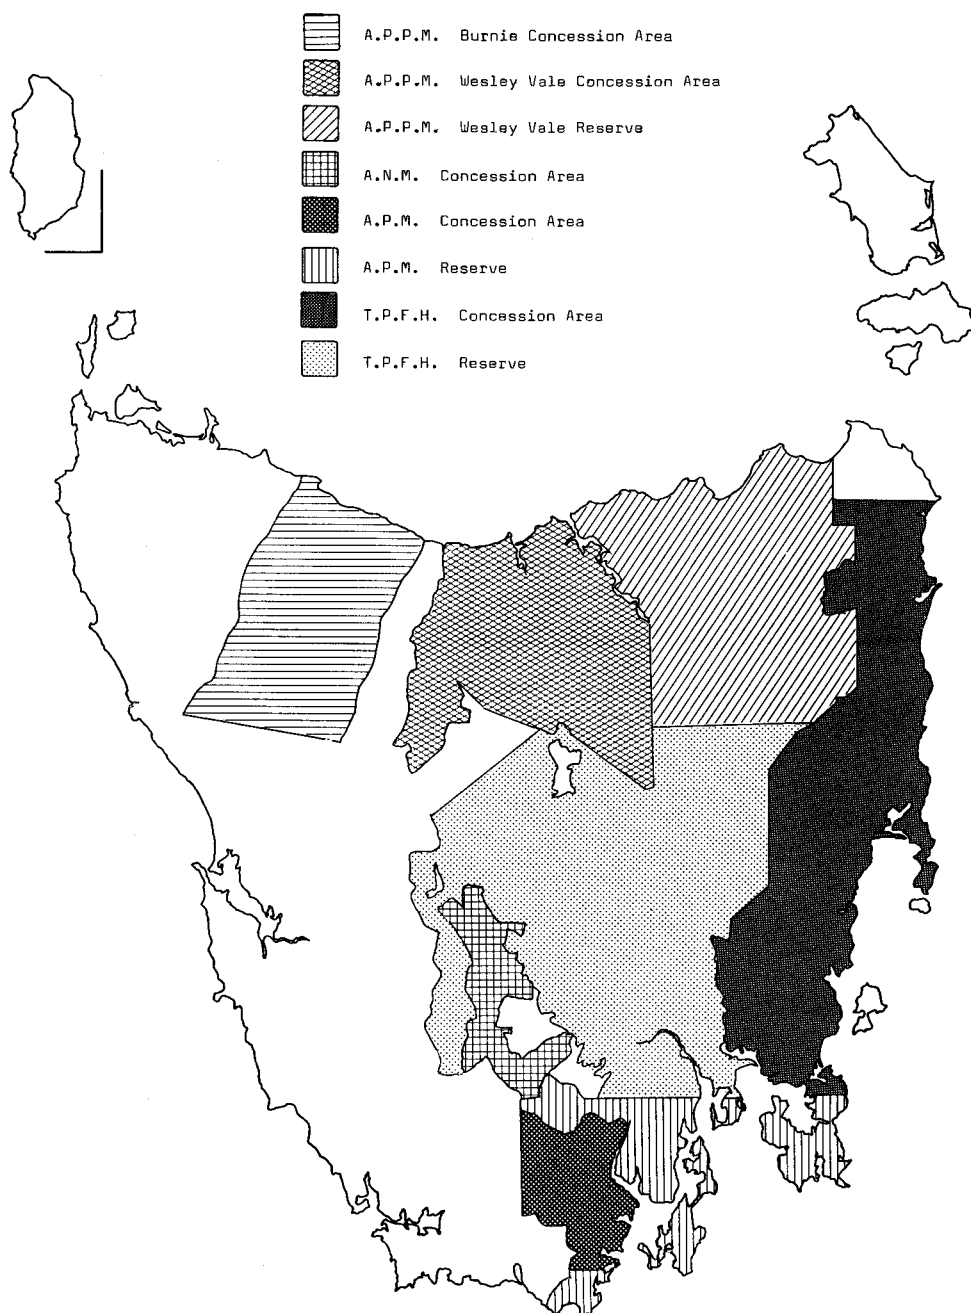 A.P.P.M. Burnie Concession Area
A.P.P.M. Wesley Vale Concession Area
A.P.P.M. Wesley Vale Reserve
A.N.M. Concession Area
A.P.M. Concession Area
A.P.M. Reserve
T.P.F.H. Concession Area
T.P.F.H. Reserve